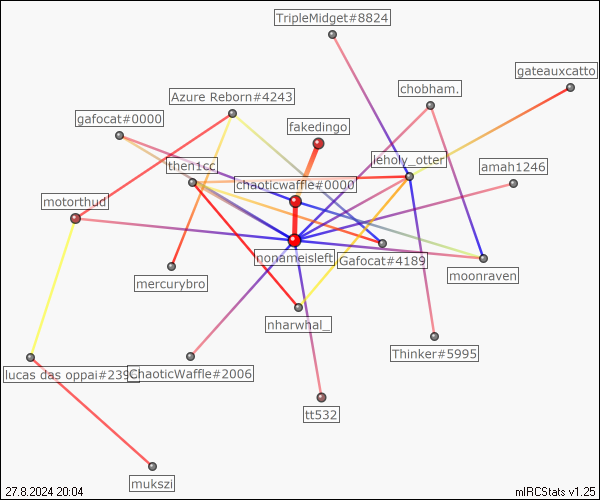 TripleMidget#8824
gateauxcatto
chobham.
Azure Reborn#4243
gafocat#0000
fakedingo
leholy_otter
then1cc
amah1246
chaoticwaffle#0000
motorthud
nonameisleft
Gafocat#4189
moonraven
mercurybro
nharwhal_
Thinker#5995
lucas das oppai#239
ChaoticWaffle#2006
tt532
mukszi
27.8.2024 20:04
mIRCStats v1.25